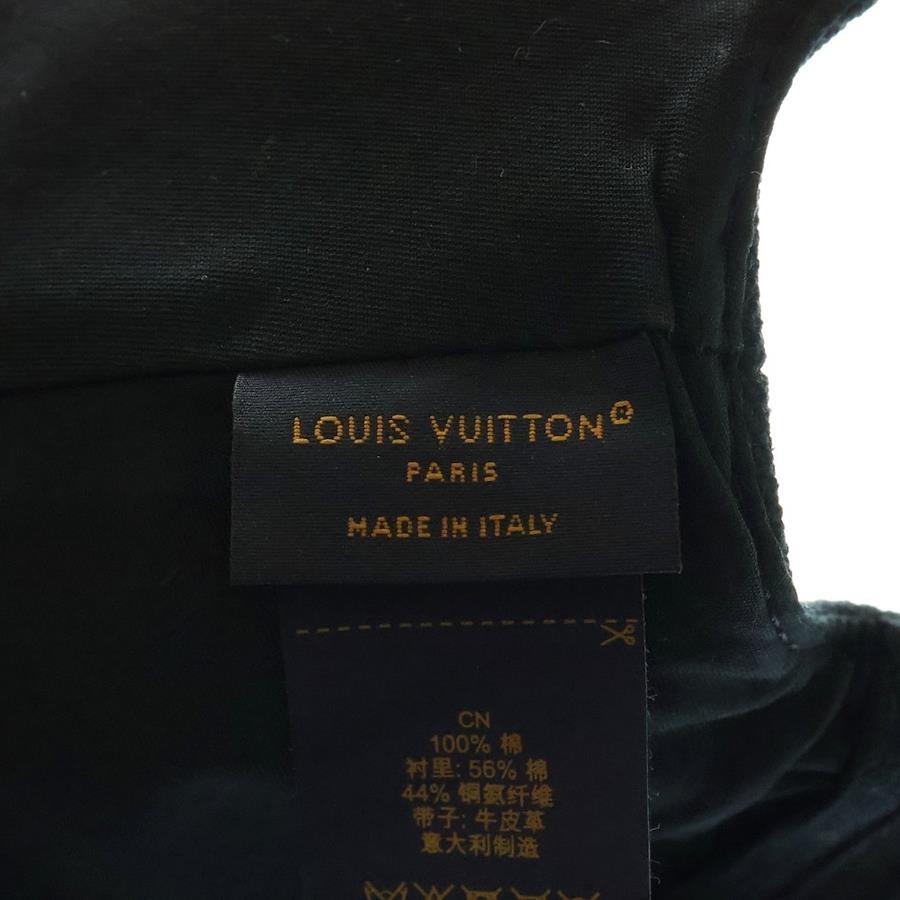 LOUIS VUITTON®
PARIS
MADE IN ITALY
CN
100% 棉
衬里: 56% 棉
44% 铜氨纤维
带子: 牛皮革
意大利制造